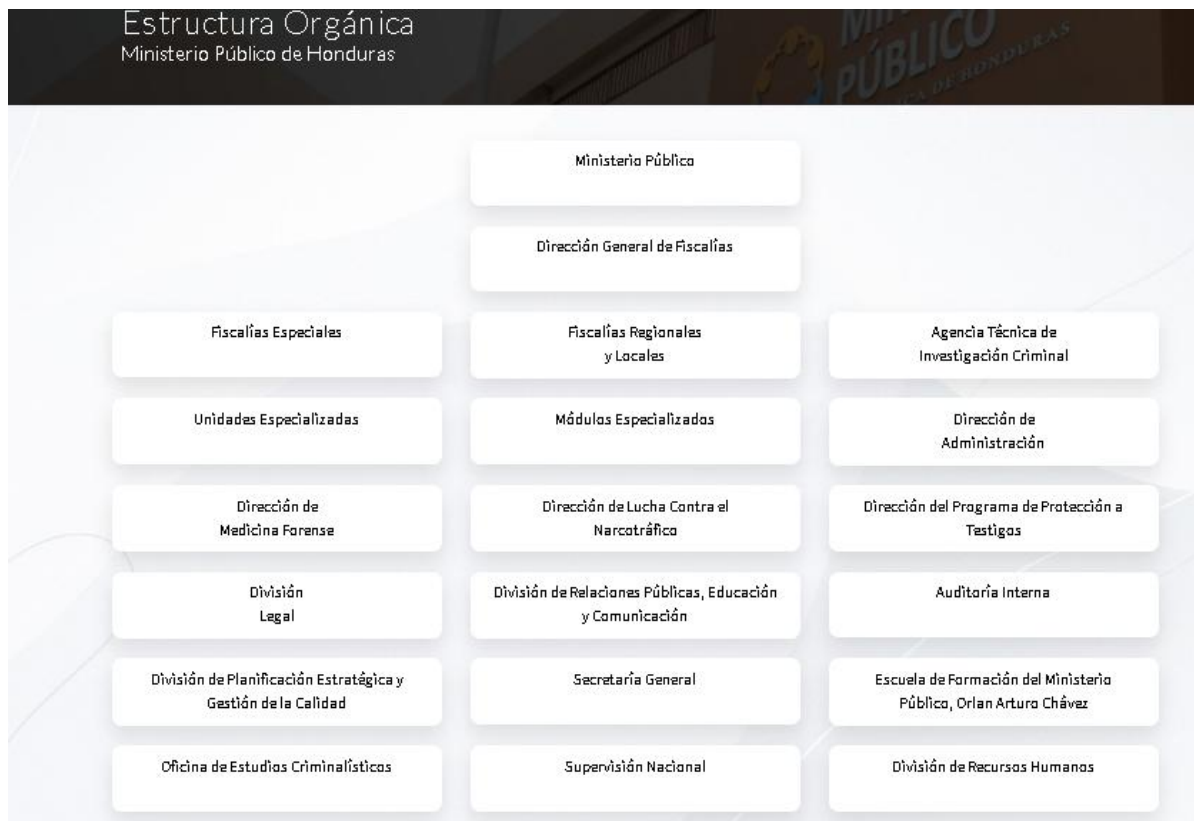 Estructura Orgánica
Ministerio Público de Honduras
PÚBLICO
DE HONDURAS
Ministerio Público
Dirección General de Fiscalías
Fiscalías Especiales
Fiscalías Regionales
y Locales
Agencia Técnica de
Investigación Criminal
Unidades Especializadas
Módulos Especializados
Dirección de
Administración
Dirección de
Medicina Forense
Dirección de Lucha Contra el
Narcotráfico
Dirección del Programa de Protección a
Testigos
División
Legal
División de Relaciones Públicas, Educación
y Comunicación
Auditoría Interna
División de Planificación Estratégica y
Gestión de la Calidad
Secretaría General
Escuela de Formación del Ministerio
Público, Orlan Arturo Chávez
Oficina de Estudios Criminalísticos
Supervisión Nacional
División de Recursos Humanos